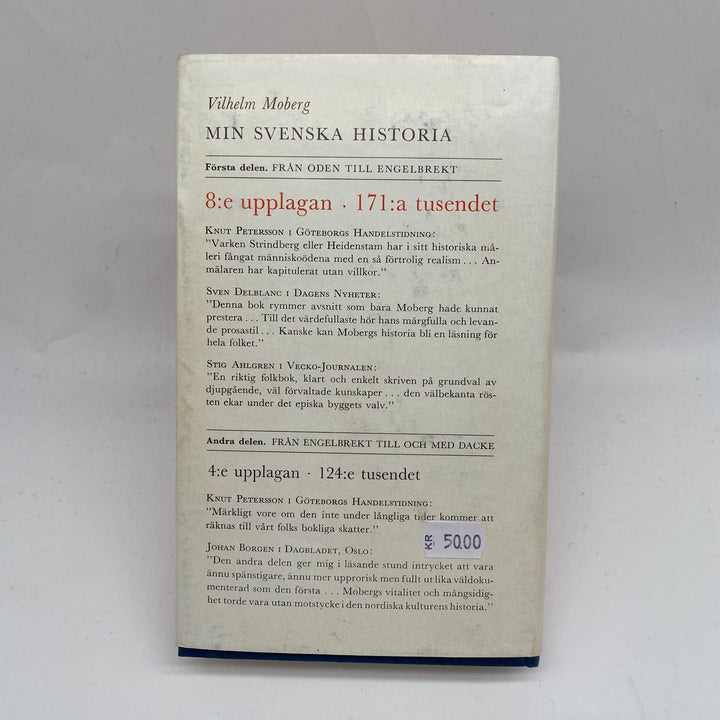 Vilhelm Moberg
MIN SVENSKA HISTORIA
Första delen. FRÅN ODEN TILL ENGELBREKT
8:e upplagan · 171:a tusendet
KNUT PETERSSON I GÖTEBORGS HANDELSTIDNING:
”Varken Strindberg eller Heidenstam har i sitt historiska må-
leri fångat människoödena med en så förtrolig realism . . . An-
mälaren har kapitulerat utan villkor.”
SVEN DELBLANC I DAGENS NYHETER:
”Denna bok rymmer avsnitt som bara Moberg hade kunnat
prestera . . . Till det värdefullaste hör hans märgfulla och levan-
de prosastil . . . Kanske kan Mobergs historia bli en läsning för
hela folket.”
STIG AHLGREN I VECKO-JOURNALEN:
”En riktig folkbok, klart och enkelt skriven på grundval av
djupgående, väl förvaltade kunskaper . . . den välbekanta rös-
ten ekar under det episka byggets valv.”
Andra delen. FRÅN ENGELBREKT TILL OCH MED DACKE
4:e upplagan · 124:e tusendet
KNUT PETERSSON I GÖTEBORGS HANDELSTIDNING:
”Märkligt vore om den inte under långliga tider kommer att
räknas till vårt folks bokliga skatter.”
KR 50.00
JOHAN BORGEN I DAGBLADET, OSLO:
”Den andra delen ger mig i läsande stund intrycket att vara
ännu spänstigare, ännu mer upprorisk men fullt ut lika väldoku-
menterad som den första . . . Mobergs vitalitet och mångsidig-
het torde vara utan motstycke i den nordiska kulturens historia.”